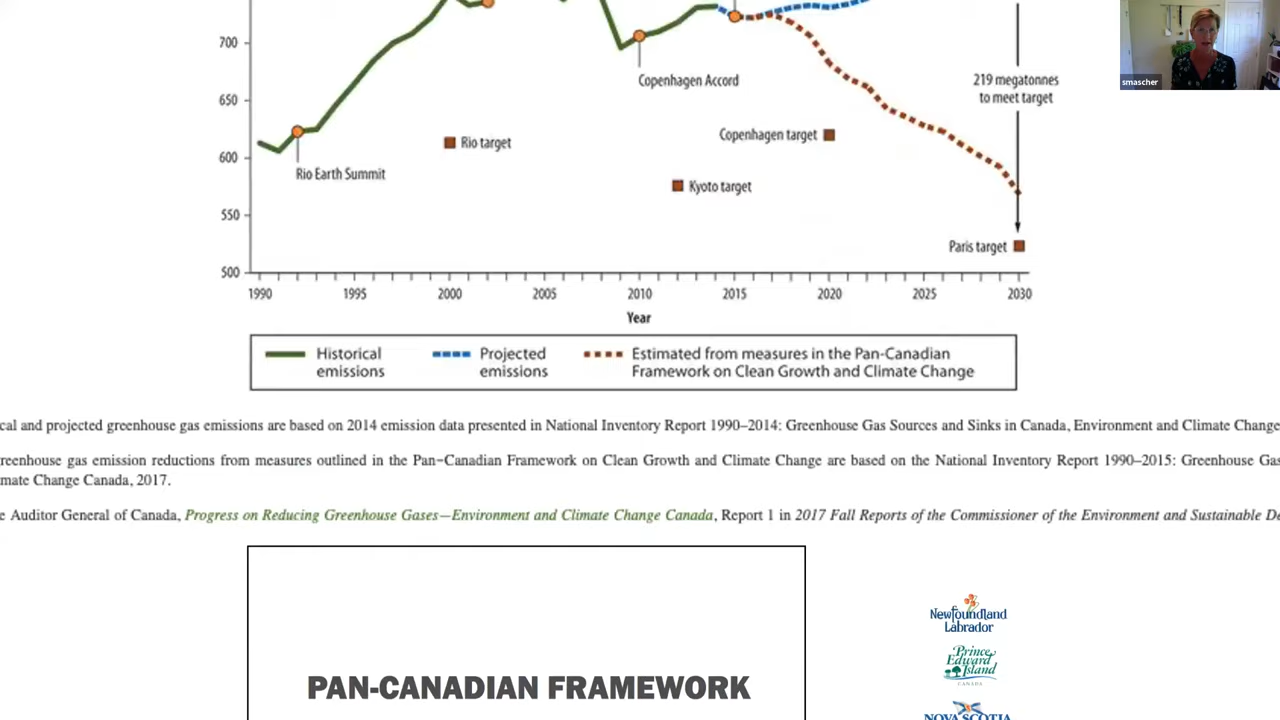 smascher
700
219 megatonnes
to meet target
Copenhagen Accord
650
Copenhagen target
Rio target
600
Rio Earth Summit
Kyoto target
550
Paris target
500
1990 1995 2000 2005 2010 2015 2020 2025 2030
Year
Historical emissions
Projected emissions
Estimated from measures in the Pan-Canadian
Framework on Clean Growth and Climate Change
cal and projected greenhouse gas emissions are based on 2014 emission data presented in National Inventory Report 1990–2014: Greenhouse Gas Sources and Sinks in Canada, Environment and Climate Change
reenhouse gas emission reductions from measures outlined in the Pan-Canadian Framework on Clean Growth and Climate Change are based on the National Inventory Report 1990–2015: Greenhouse Gas
mate Change Canada, 2017.
e Auditor General of Canada, Progress on Reducing Greenhouse Gases—Environment and Climate Change Canada, Report 1 in 2017 Fall Reports of the Commissioner of the Environment and Sustainable De
Newfoundland
Labrador
Prince
Edward
Island
CANADA
PAN-CANADIAN FRAMEWORK
NOVA SCOTIA